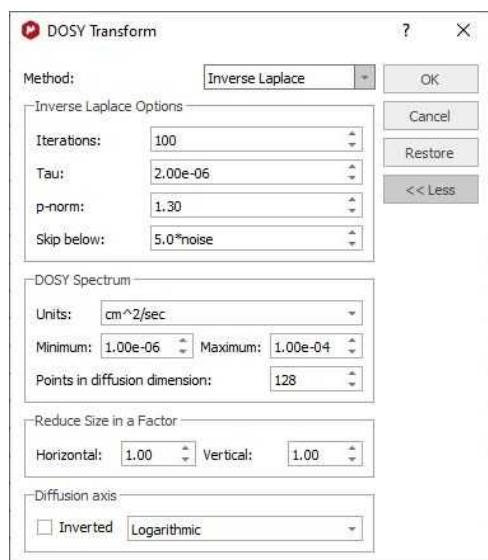 DOSY Transform ? X
Method: Inverse Laplace OK
Cancel
Inverse Laplace Options
Iterations: 100
Restore
Tau: 2.00e-06
<< Less
p-norm: 1.30
Skip below: 5.0*noise
DOSY Spectrum
Units: cm^2/sec
Minimum: 1.00e-06 Maximum: 1.00e-04
Points in diffusion dimension: 128
Reduce Size in a Factor
Horizontal: 1.00 Vertical: 1.00
Diffusion axis
Inverted Logarithmic